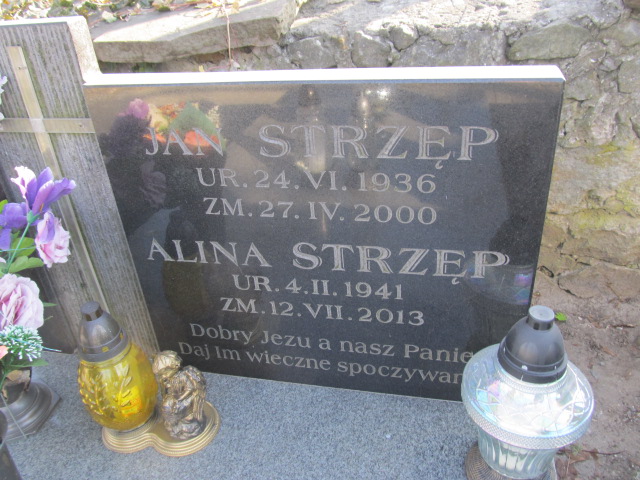 JAN STRZĘP
UR. 24. VI. 1936
ZM. 27. IV. 2000
ALINA STRZĘP
UR. 4. II. 1941
ZM. 12. VII. 2013
Dobry Jezu a nasz Panie
Daj Im wieczne spoczywan